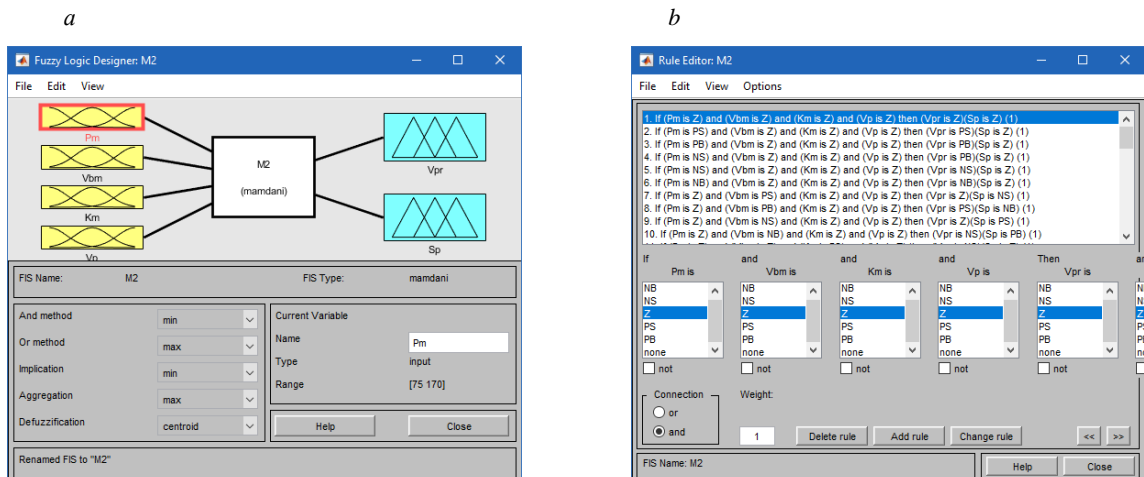 a
b
Fuzzy Logic Designer: M2
File Edit View
Pm
Vbm
Km
Vp
M2
(mamdani)
Vpr
Sp
FIS Name: M2 FIS Type: mamdani
And method min
Or method max
Implication min
Aggregation max
Defuzzification centroid
Current Variable
Name Pm
Type input
Range [75 170]
Help Close
Renamed FIS to "M2"
Rule Editor: M2
File Edit View Options
1. If (Pm is Z) and (Vbm is Z) and (Km is Z) and (Vp is Z) then (Vpr is Z)(Sp is Z) (1)
2. If (Pm is PS) and (Vbm is Z) and (Km is Z) and (Vp is Z) then (Vpr is PS)(Sp is Z) (1)
3. If (Pm is PB) and (Vbm is Z) and (Km is Z) and (Vp is Z) then (Vpr is PB)(Sp is Z) (1)
4. If (Pm is NS) and (Vbm is Z) and (Km is Z) and (Vp is Z) then (Vpr is PB)(Sp is Z) (1)
5. If (Pm is NS) and (Vbm is Z) and (Km is Z) and (Vp is Z) then (Vpr is NS)(Sp is Z) (1)
6. If (Pm is NB) and (Vbm is Z) and (Km is Z) and (Vp is Z) then (Vpr is NB)(Sp is Z) (1)
7. If (Pm is Z) and (Vbm is PS) and (Km is Z) and (Vp is Z) then (Vpr is Z)(Sp is NS) (1)
8. If (Pm is Z) and (Vbm is PB) and (Km is Z) and (Vp is Z) then (Vpr is PS)(Sp is NB) (1)
9. If (Pm is Z) and (Vbm is NS) and (Km is Z) and (Vp is Z) then (Vpr is Z)(Sp is PS) (1)
10. If (Pm is Z) and (Vbm is NB) and (Km is Z) and (Vp is Z) then (Vpr is NS)(Sp is PB) (1)
If and and and Then an
Pm is Vbm is Km is Vp is Vpr is
NB NB NB NB NB N
NS NS NS NS NS N
Z Z Z Z Z Z
PS PS PS PS PS P
PB PB PB PB PB P
none none none none none n
not not not not not
Connection Weight:
or
and 1 Delete rule Add rule Change rule << >>
FIS Name: M2 Help Close